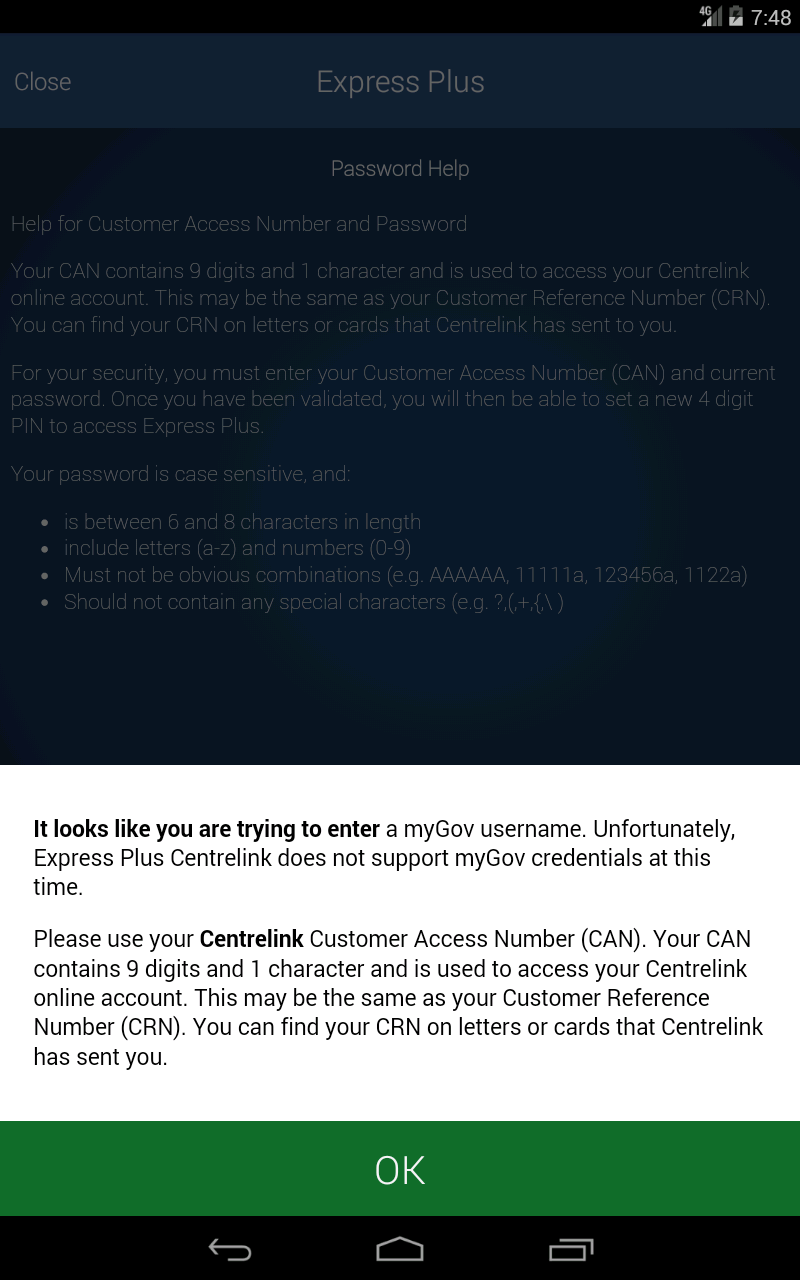 4G 7:48
Close Express Plus
Password Help
Help for Customer Access Number and Password
Your CAN contains 9 digits and 1 character and is used to access your Centrelink
online account. This may be the same as your Customer Reference Number (CRN).
You can find your CRN on letters or cards that Centrelink has sent to you.
For your security, you must enter your Customer Access Number (CAN) and current
password. Once you have been validated, you will then be able to set a new 4 digit
PIN to access Express Plus.
Your password is case sensitive, and:
• is between 6 and 8 characters in length
• include letters (a-z) and numbers (0-9)
• Must not be obvious combinations (e.g. AAAAAA, 11111a, 123456a, 1122a)
• Should not contain any special characters (e.g. ?,(,+,{,\ )
It looks like you are trying to enter a myGov username. Unfortunately,
Express Plus Centrelink does not support myGov credentials at this
time.
Please use your Centrelink Customer Access Number (CAN). Your CAN
contains 9 digits and 1 character and is used to access your Centrelink
online account. This may be the same as your Customer Reference
Number (CRN). You can find your CRN on letters or cards that Centrelink
has sent you.
OK